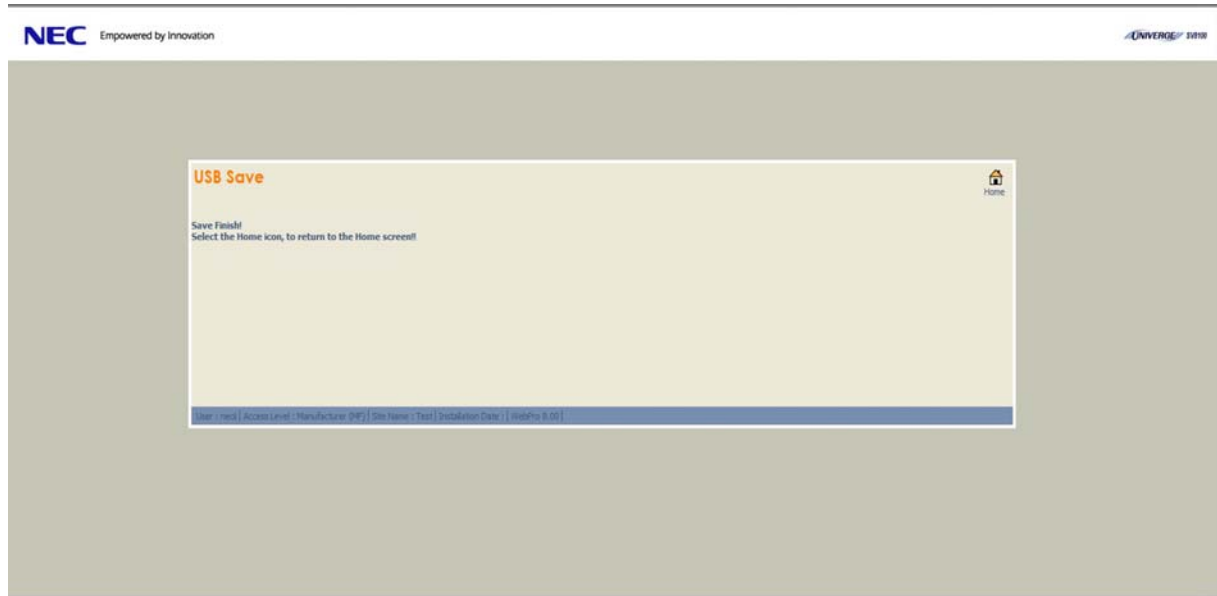 NEC Empowered by Innovation
UNIVERGE SV8100
USB Save
Home
Save Finish!
Select the Home icon, to return to the Home screen!!
User : necii | Access Level : Manufacturer (MF) | Site Name : Test | Installation Date : | WebPro 8.00 |